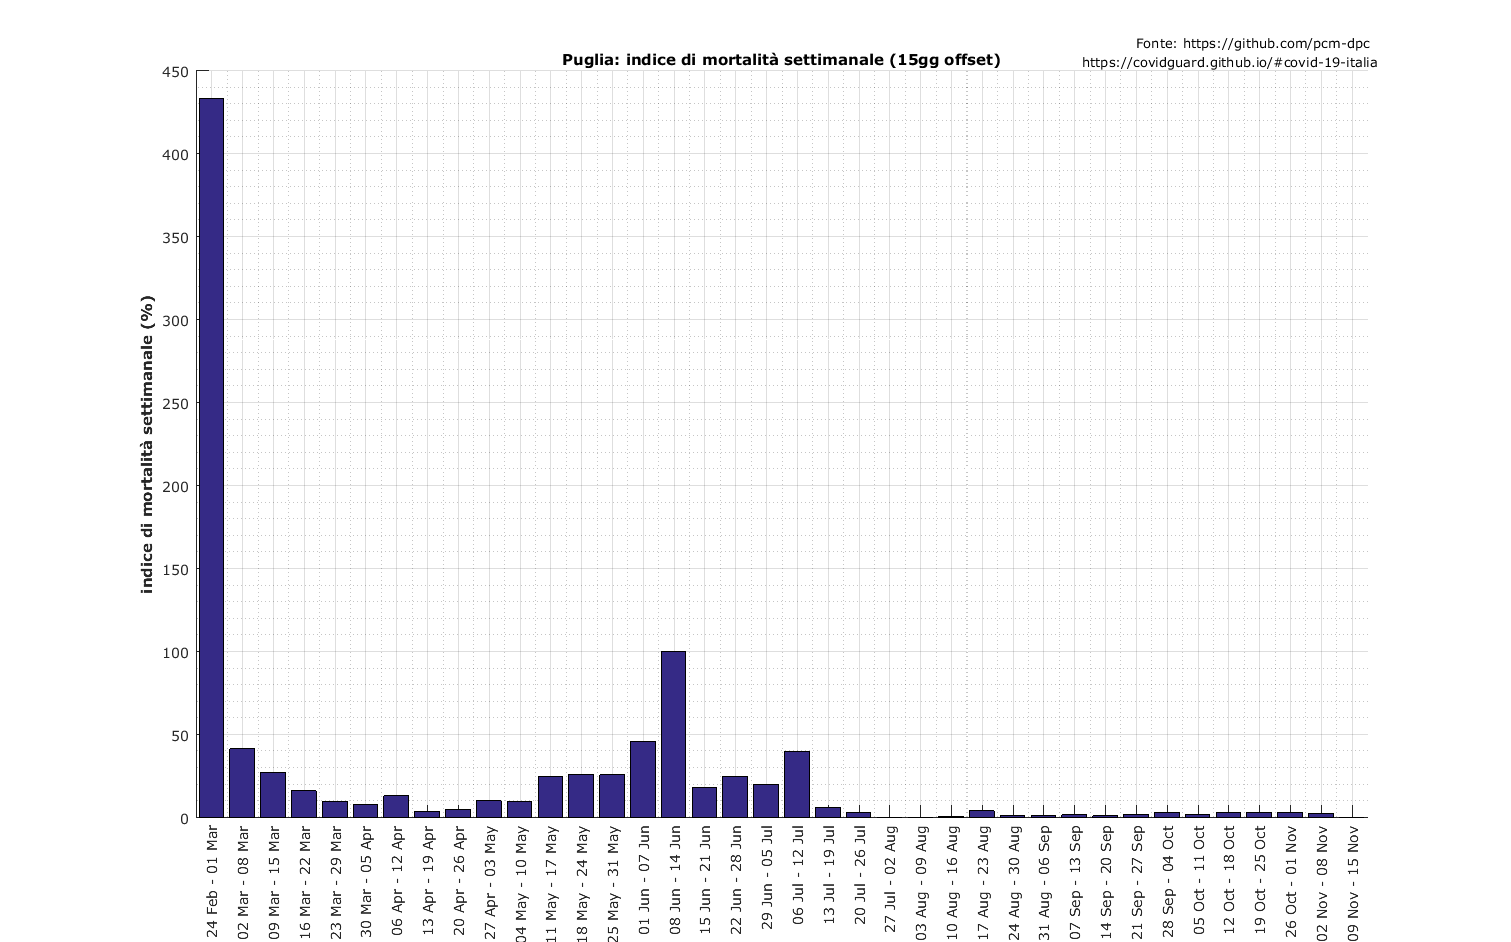 Fonte: https://github.com/pcm-dpc
https://covidguard.github.io/#covid-19-italia
Puglia: indice di mortalità settimanale (15gg offset)
indice di mortalità settimanale (%)
450
400
350
300
250
200
150
100
50
0
24 Feb - 01 Mar
02 Mar - 08 Mar
09 Mar - 15 Mar
16 Mar - 22 Mar
23 Mar - 29 Mar
30 Mar - 05 Apr
06 Apr - 12 Apr
13 Apr - 19 Apr
20 Apr - 26 Apr
27 Apr - 03 May
04 May - 10 May
11 May - 17 May
18 May - 24 May
25 May - 31 May
01 Jun - 07 Jun
08 Jun - 14 Jun
15 Jun - 21 Jun
22 Jun - 28 Jun
29 Jun - 05 Jul
06 Jul - 12 Jul
13 Jul - 19 Jul
20 Jul - 26 Jul
27 Jul - 02 Aug
03 Aug - 09 Aug
10 Aug - 16 Aug
17 Aug - 23 Aug
24 Aug - 30 Aug
31 Aug - 06 Sep
07 Sep - 13 Sep
14 Sep - 20 Sep
21 Sep - 27 Sep
28 Sep - 04 Oct
05 Oct - 11 Oct
12 Oct - 18 Oct
19 Oct - 25 Oct
26 Oct - 01 Nov
02 Nov - 08 Nov
09 Nov - 15 Nov